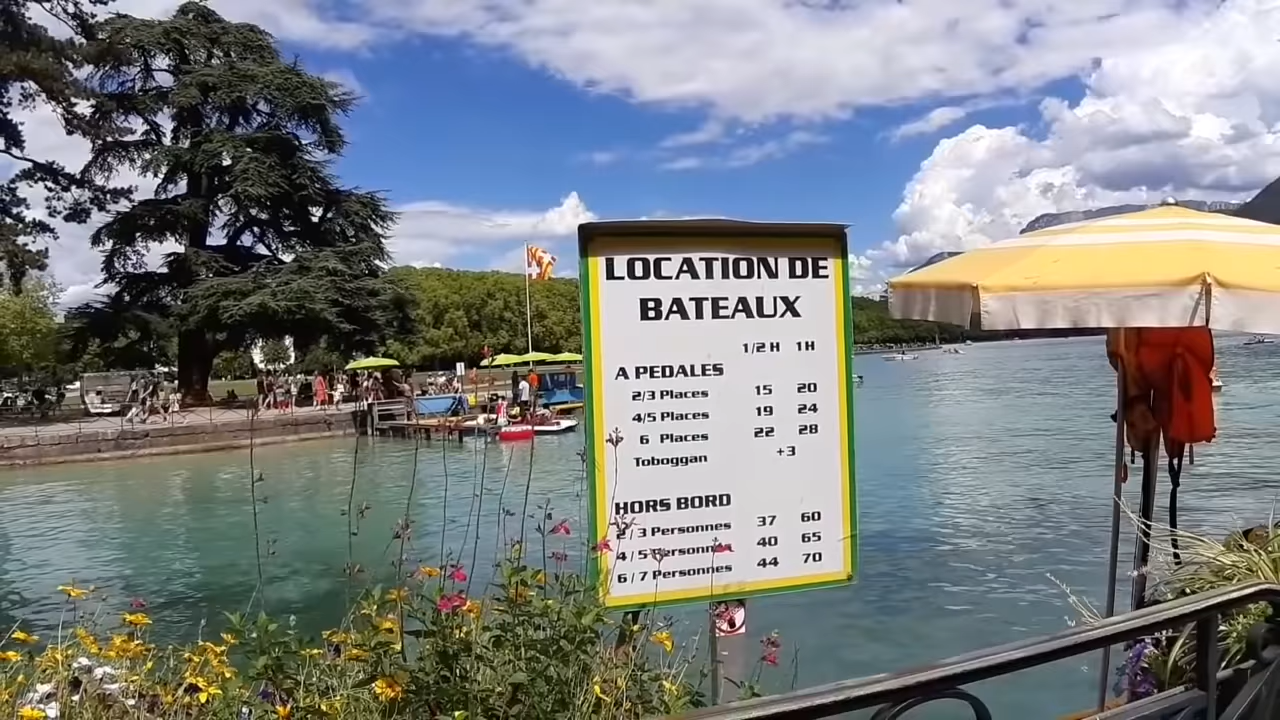 LOCATION DE
BATEAUX
1/2 H 1H
A PEDALES
2/3 Places 15 20
4/5 Places 19 24
6 Places 22 28
Toboggan +3
HORS BORD
2/3 Personnes 37 60
4/5 Personnes 40 65
6/7 Personnes 44 70